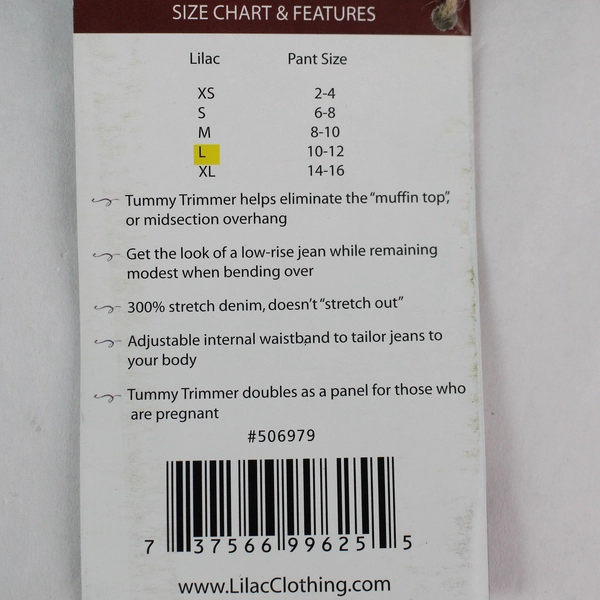 SIZE CHART & FEATURES
Lilac Pant Size
XS 2-4
S 6-8
M 8-10
L 10-12
XL 14-16
Tummy Trimmer helps eliminate the "muffin top",
or midsection overhang
Get the look of a low-rise jean while remaining
modest when bending over
300% stretch denim, doesn't "stretch out"
Adjustable internal waistband to tailor jeans to
your body
Tummy Trimmer doubles as a panel for those who
are pregnant
#506979
7 37566 99625 5
www.LilacClothing.com